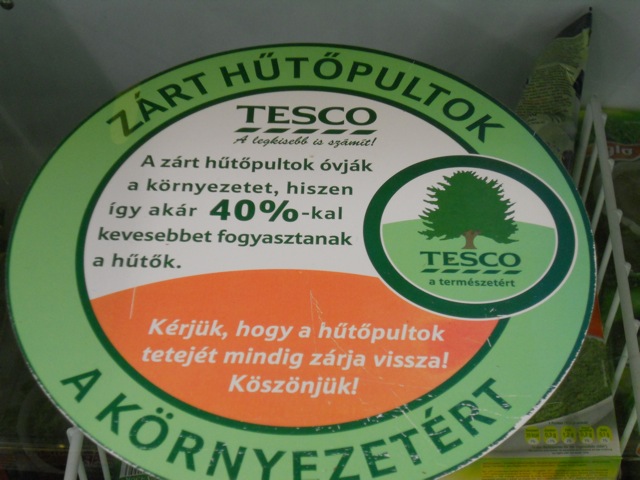 ZÁRT HŰTŐPULTOK
TESCO
A legkisebb is számít!
A zárt hűtőpultok óvják
a környezetet, hiszen
így akár 40%-kal
kevesebbet fogyasztanak
a hűtők.
TESCO
a természetért
Kérjük, hogy a hűtőpultok
tetejét mindig zárja vissza!
Köszönjük!
A KÖRNYEZETÉRT